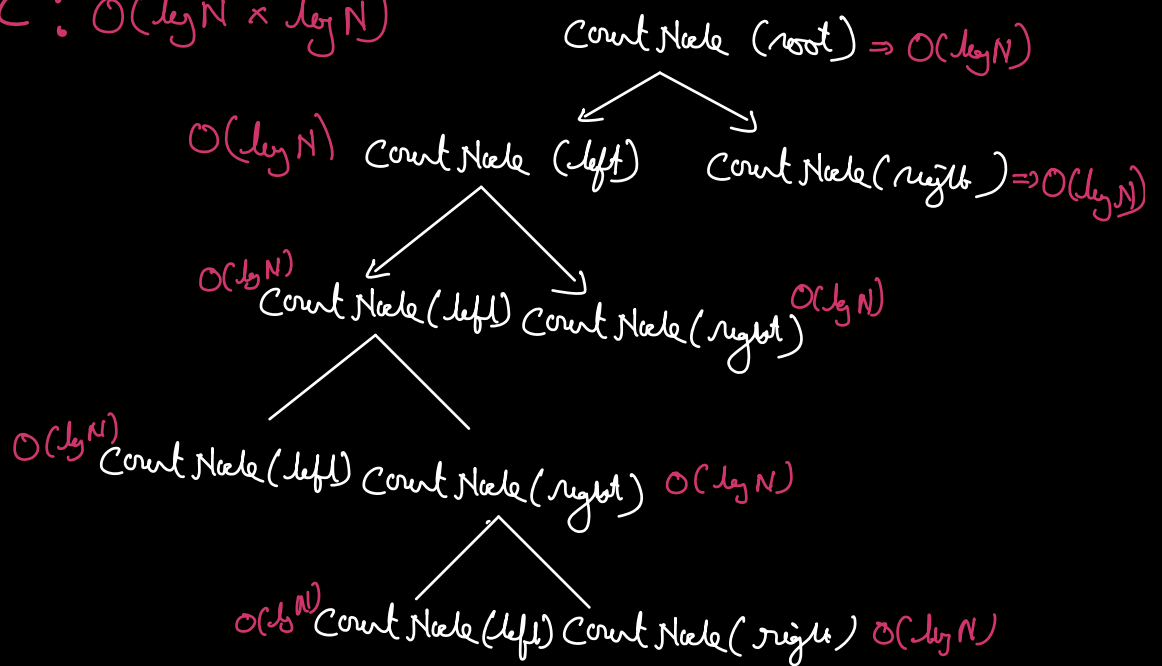 C : O(log N × log N)
Count Node (root) ⇒ O(log N)
O(log N) Count Node (left) Count Node (right) ⇒ O(log N)
O(log N) Count Node (left) Count Node (right) O(log N)
O(log N) Count Node (left) Count Node (right) O(log N)
O(log N) Count Node (left) Count Node (right) O(log N)